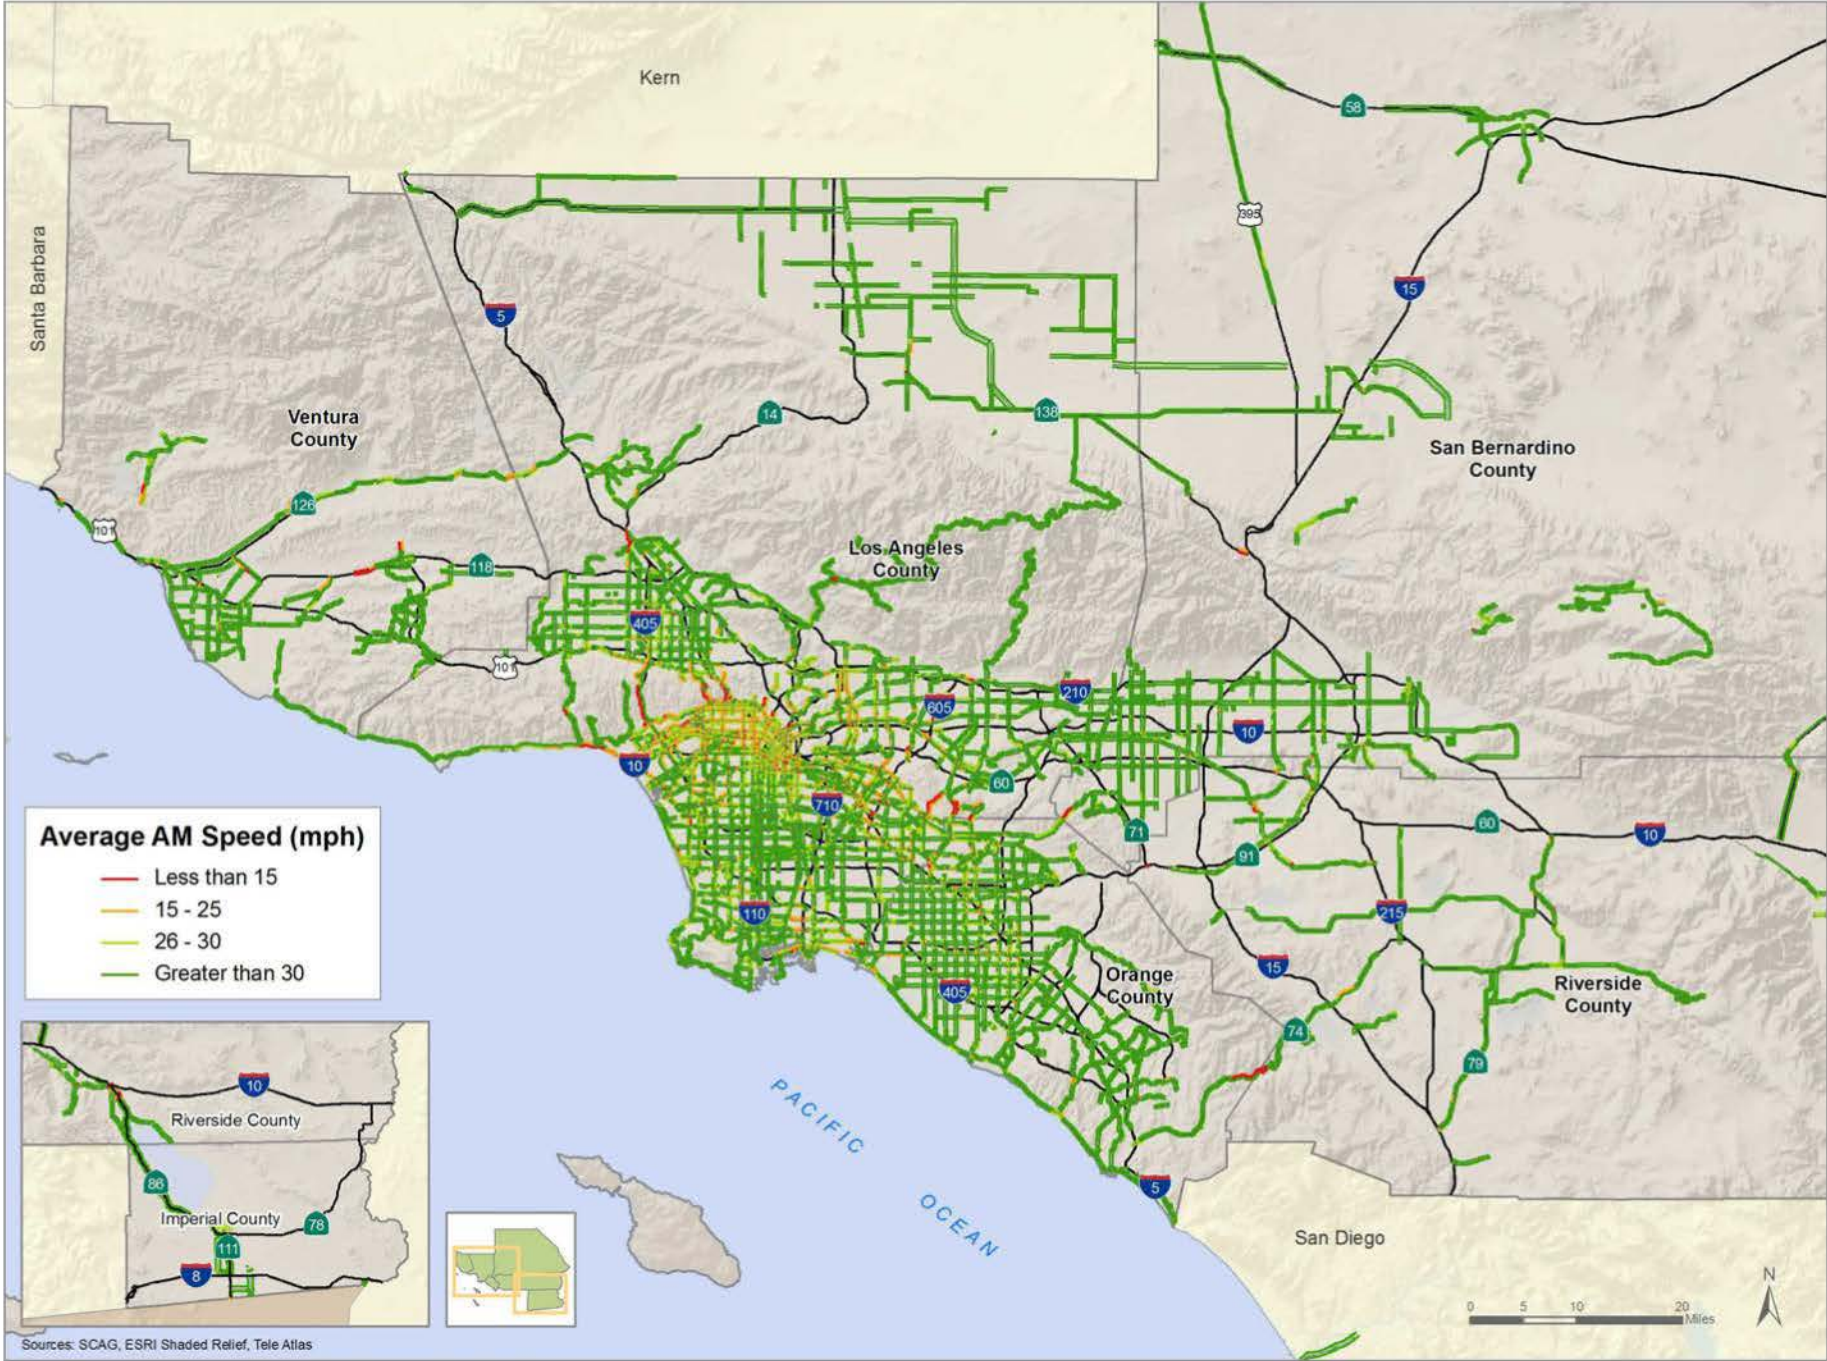 Kern
58
395
Santa Barbara
5
15
14
138
Ventura
County
San Bernardino
County
126
101
Los Angeles
County
118
405
101
210
605
10
10
60
710
71
60
10
91
110
215
Orange
County
15
405
Riverside
County
74
79
5
PACIFIC
OCEAN
San Diego
Average AM Speed (mph)
Less than 15
15 - 25
26 - 30
Greater than 30
10
Riverside County
86
Imperial County
78
111
8
N
0 5 10 20
Miles
Sources: SCAG, ESRI Shaded Relief, Tele Atlas